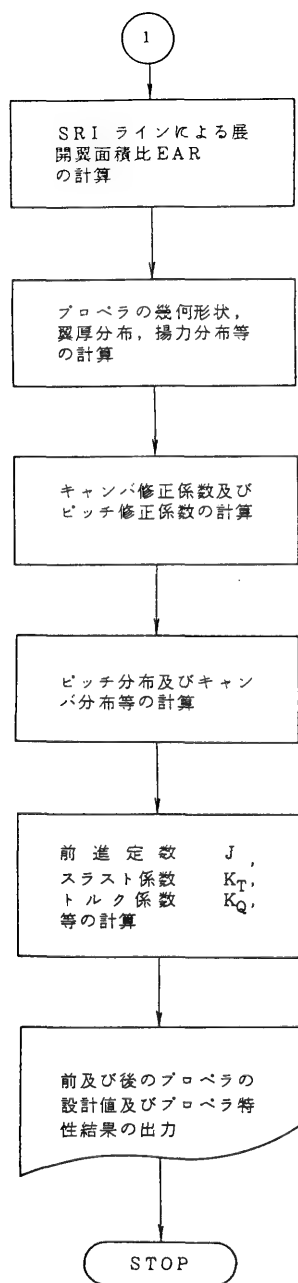 1
SRI ラインによる展
開翼面積比EAR
の計算
プロペラの幾何形状，
翼厚分布，揚力分布等
の計算
キャンバ修正係数及び
ピッチ修正係数の計算
ピッチ分布及びキャン
バ分布等の計算
前進定数 J ，
スラスト係数 K_T，
トルク係数 K_Q，
等の計算
前及び後のプロペラの
設計値及びプロペラ特
性結果の出力
STOP